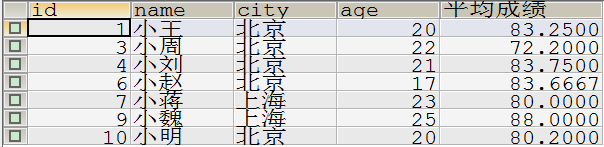 id name city age 平均成绩
1 小王 北京 20 83.2500
3 小周 北京 22 72.2000
4 小刘 北京 21 83.7500
6 小赵 北京 17 83.6667
7 小蒋 上海 23 80.0000
9 小魏 上海 25 88.0000
10 小明 北京 20 80.2000